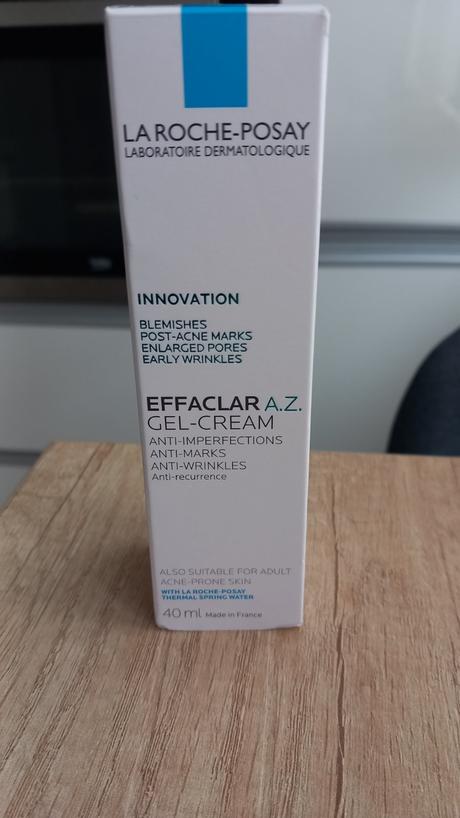 LA ROCHE-POSAY
LABORATOIRE DERMATOLOGIQUE
INNOVATION
BLEMISHES
POST-ACNE MARKS
ENLARGED PORES
EARLY WRINKLES
EFFACLAR A.Z.
GEL-CREAM
ANTI-IMPERFECTIONS
ANTI-MARKS
ANTI-WRINKLES
Anti-recurrence
ALSO SUITABLE FOR ADULT
ACNE-PRONE SKIN
WITH LA ROCHE-POSAY
THERMAL SPRING WATER
40 ml Made in France